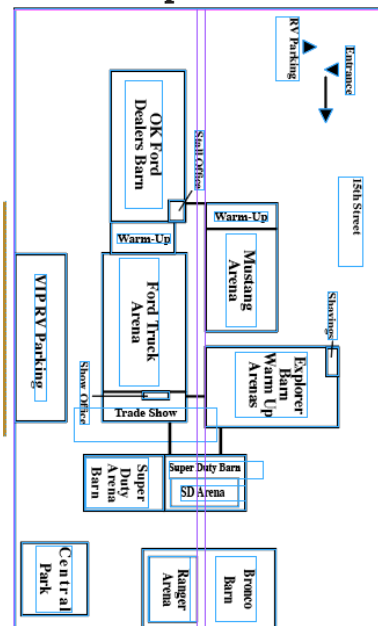 RV Parking
Entrance
OK Ford
Dealers Barn
Stall Office
15th Street
Warm-Up
Warm-Up
Mustang
Arena
VIP RV Parking
Ford Truck
Arena
Shavings
Explorer
Barn
Warm Up
Arenas
Show Office
Trade Show
Super
Duty
Arena
Barn
Super Duty Barn
SD Arena
Central
Park
Ranger
Arena
Bronco
Barn